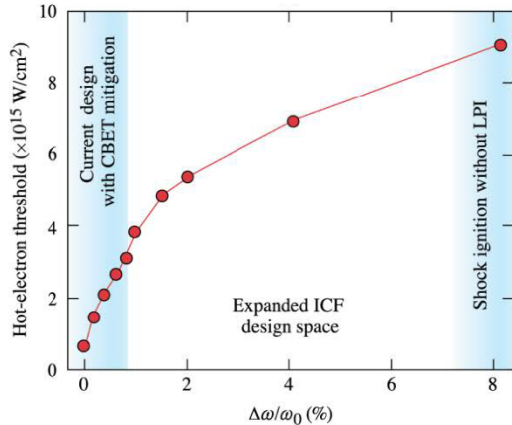 Hot-electron threshold (×10¹⁵ W/cm²)
10
8
6
4
2
0
Current design
with CBET mitigation
Expanded ICF
design space
Shock ignition without LPI
0
2
4
6
8
Δω/ω₀ (%)